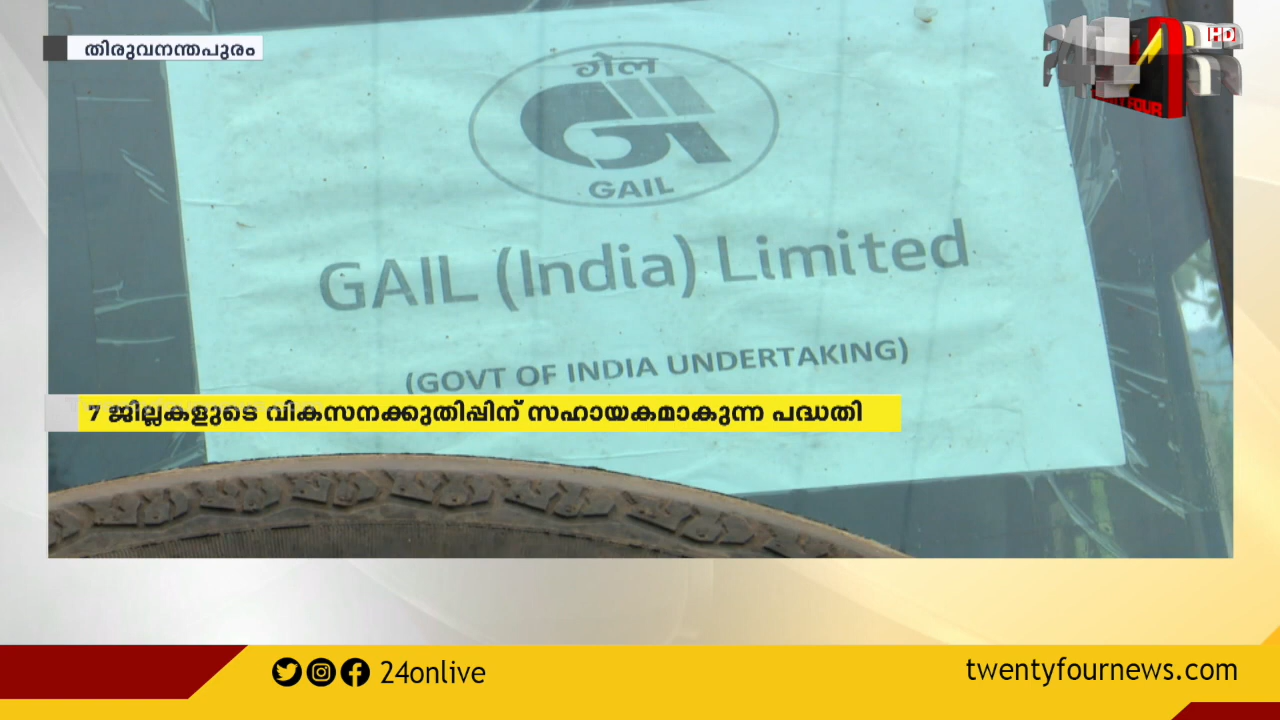 തിരുവനന്തപുരം
HD
गेल
GAIL
GAIL (India) Limited
(GOVT OF INDIA UNDERTAKING)
7 ജില്ലകളുടെ വികസനക്കുതിപ്പിന് സഹായകമാകുന്ന പദ്ധതി
24onlive
twentyfournews.com